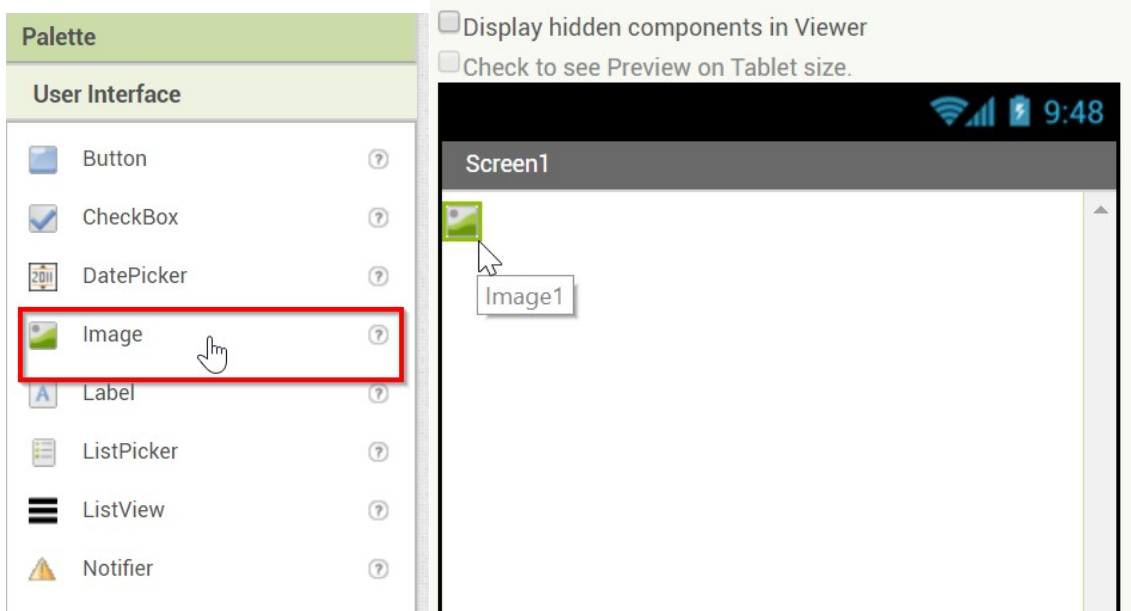 Palette
User Interface
Button
?
CheckBox
?
2011
DatePicker
?
Image
?
A
Label
?
ListPicker
?
ListView
?
Notifier
?
Display hidden components in Viewer
Check to see Preview on Tablet size.
9:48
Screen1
Image1